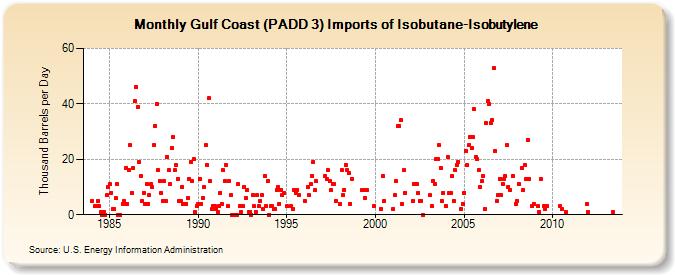 Monthly Gulf Coast (PADD 3) Imports of Isobutane-Isobutylene
Thousand Barrels per Day
60
40
20
0
1985 1990 1995 2000 2005 2010
Source: U.S. Energy Information Administration